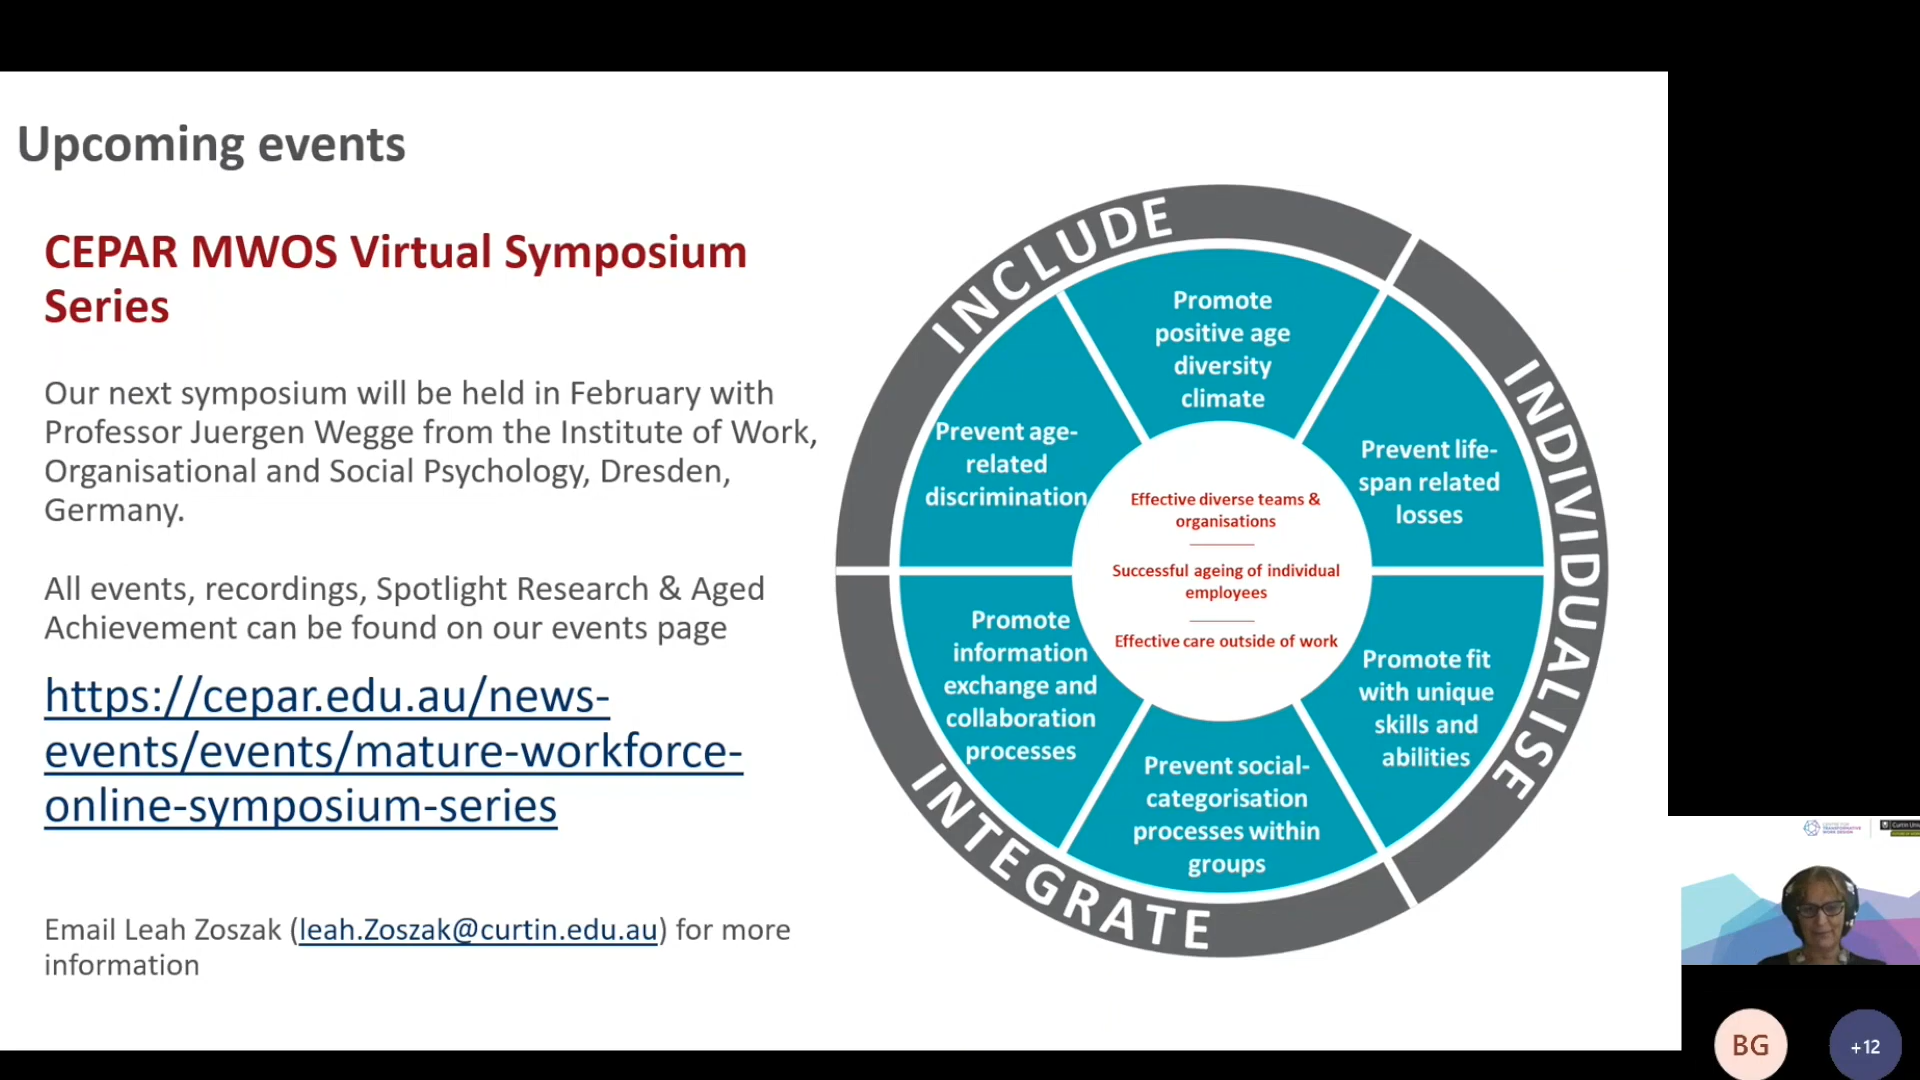 Upcoming events
CEPAR MWOS Virtual Symposium
Series
Our next symposium will be held in February with
Professor Juergen Wegge from the Institute of Work,
Organisational and Social Psychology, Dresden,
Germany.
All events, recordings, Spotlight Research & Aged
Achievement can be found on our events page
https://cepar.edu.au/news-
events/events/mature-workforce-
online-symposium-series
Email Leah Zoszak (leah.Zoszak@curtin.edu.au) for more
information
INCLUDE
INDIVIDUALISE
INTEGRATE
Promote
positive age
diversity
climate
Prevent life-
span related
losses
Promote fit
with unique
skills and
abilities
Prevent social-
categorisation
processes within
groups
Promote
information
exchange and
collaboration
processes
Prevent age-
related
discrimination
Effective diverse teams &
organisations
Successful ageing of individual
employees
Effective care outside of work
BG
+12